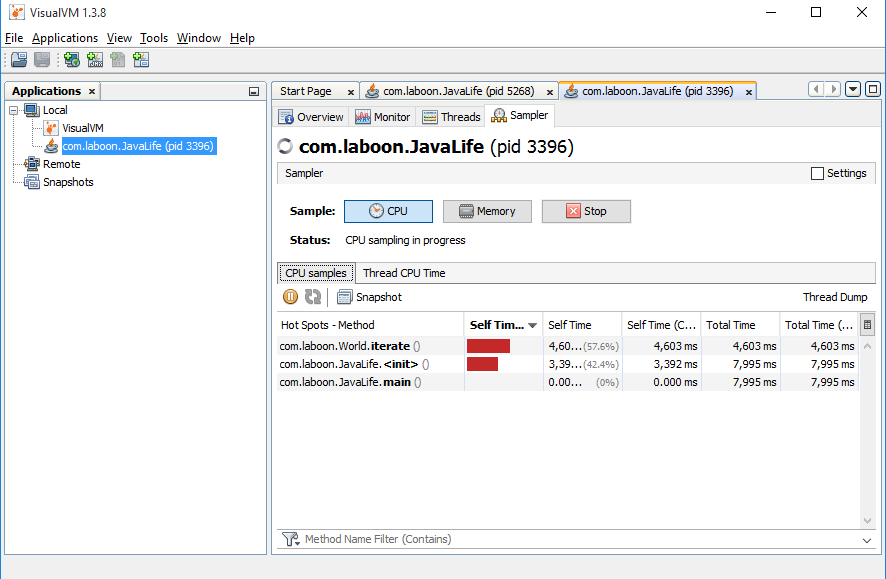 VisualVM 1.3.8
File Applications View Tools Window Help
Applications ×
Local
VisualVM
com.laboon.JavaLife (pid 3396)
Remote
Snapshots
Start Page × com.laboon.JavaLife (pid 5268) × com.laboon.JavaLife (pid 3396) ×
Overview Monitor Threads Sampler
com.laboon.JavaLife (pid 3396)
Sampler Settings
Sample: CPU Memory Stop
Status: CPU sampling in progress
CPU samples Thread CPU Time
Snapshot Thread Dump
Hot Spots - Method Self Tim... Self Time Self Time (C... Total Time Total Time (...
com.laboon.World.iterate () 4,60... (57.6%) 4,603 ms 4,603 ms 4,603 ms
com.laboon.JavaLife.<init> () 3,39... (42.4%) 3,392 ms 7,995 ms 7,995 ms
com.laboon.JavaLife.main () 0.00... (0%) 0.000 ms 7,995 ms 7,995 ms
Method Name Filter (Contains)